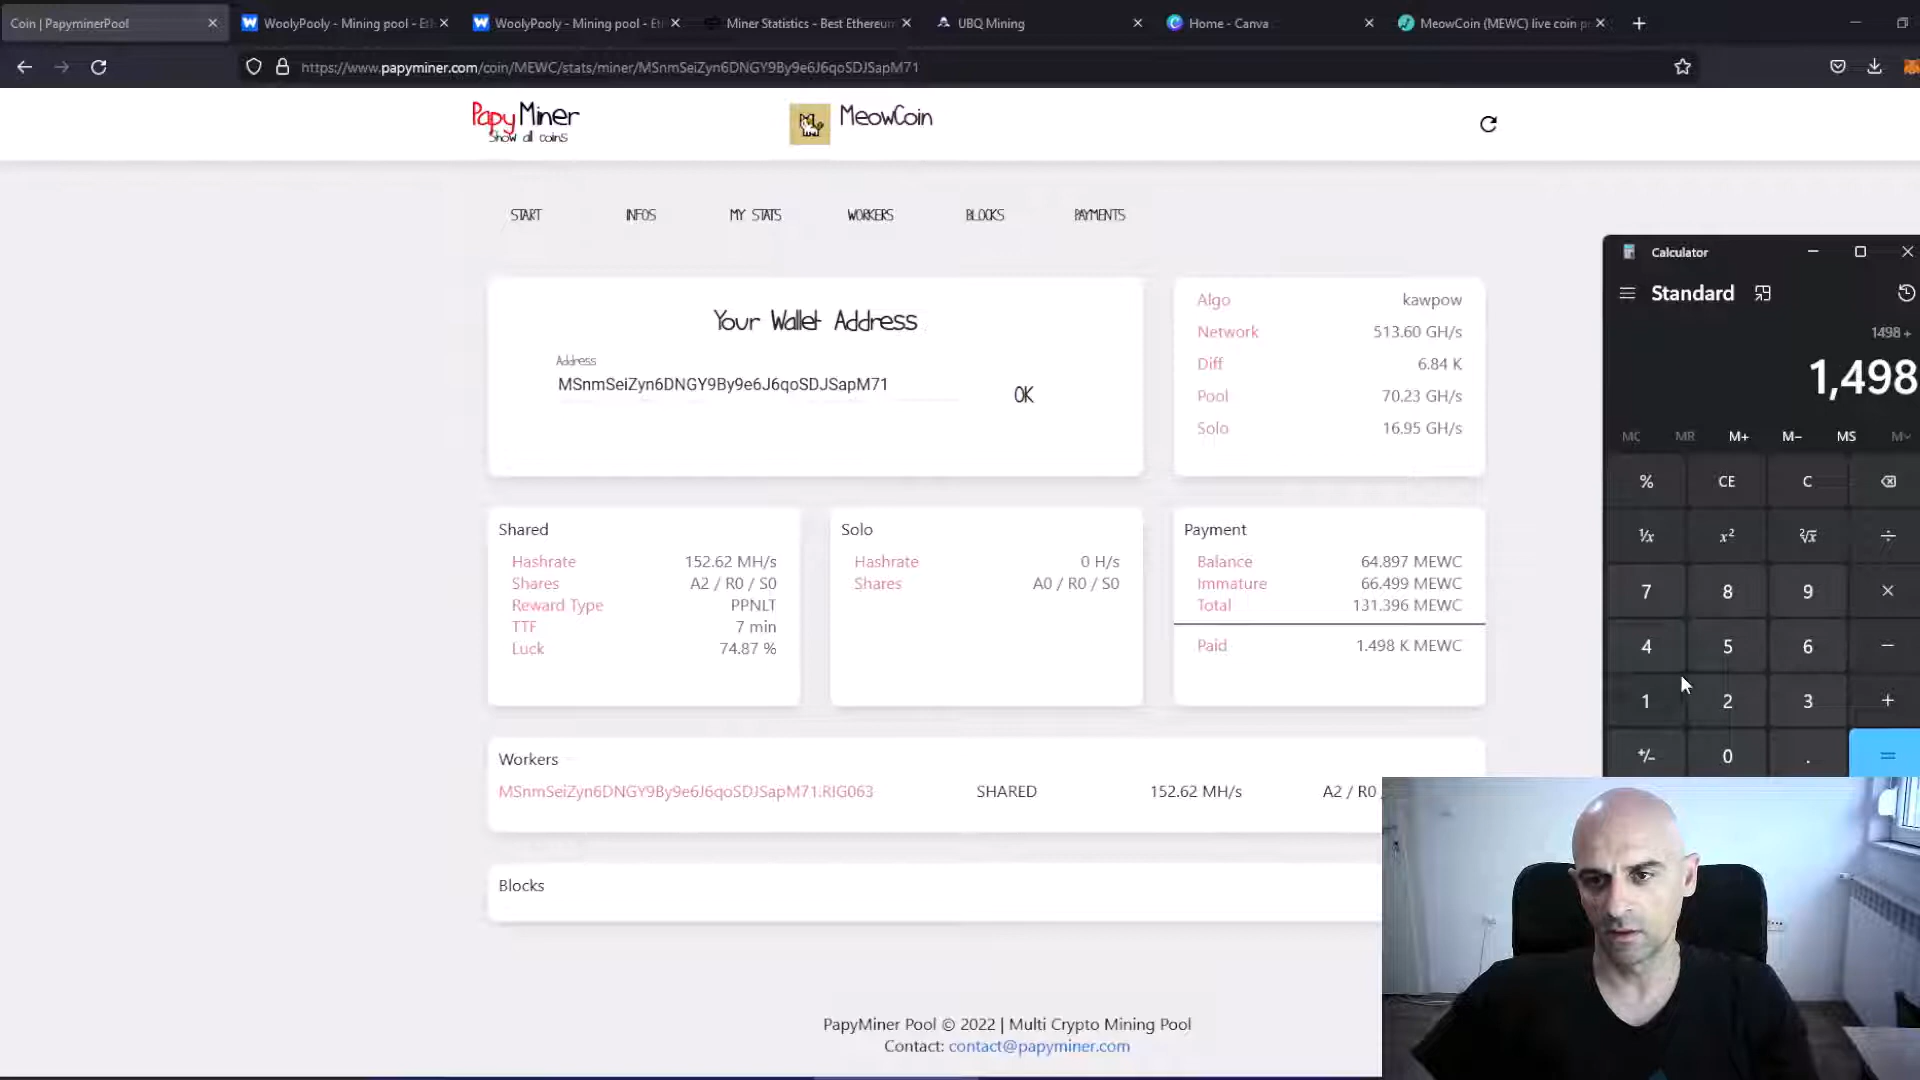 Coin | PapyminerPool
WoolyPooly - Mining pool - Et
WoolyPooly - Mining pool - Et
Miner Statistics - Best Ethereum
UBQ Mining
Home - Canva
MeowCoin (MEWC) live coin p
https://www.papyminer.com/coin/MEWC/stats/miner/MSnmSeiZyn6DNGY9By9e6J6qoSDJSapM71
Papy Miner
Show all coins
MeowCoin
START
INFOS
MY STATS
WORKERS
BLOCKS
PAYMENTS
Your Wallet Address
Address
MSnmSeiZyn6DNGY9By9e6J6qoSDJSapM71
OK
Algo kawpow
Network 513.60 GH/s
Diff 6.84 K
Pool 70.23 GH/s
Solo 16.95 GH/s
Shared
Hashrate 152.62 MH/s
Shares A2 / R0 / S0
Reward Type PPNLT
TTF 7 min
Luck 74.87 %
Solo
Hashrate 0 H/s
Shares A0 / R0 / S0
Payment
Balance 64.897 MEWC
Immature 66.499 MEWC
Total 131.396 MEWC
Paid 1.498 K MEWC
Workers
MSnmSeiZyn6DNGY9By9e6J6qoSDJSapM71.RIG063 SHARED 152.62 MH/s A2 / R0
Blocks
PapyMiner Pool © 2022 | Multi Crypto Mining Pool
Contact: contact@papyminer.com
Calculator
Standard
1498 +
1,498
MC MR M+ M− MS M
% CE C
¹/x x² ²√x ÷
7 8 9 ×
4 5 6 −
1 2 3 +
+/− 0 . =